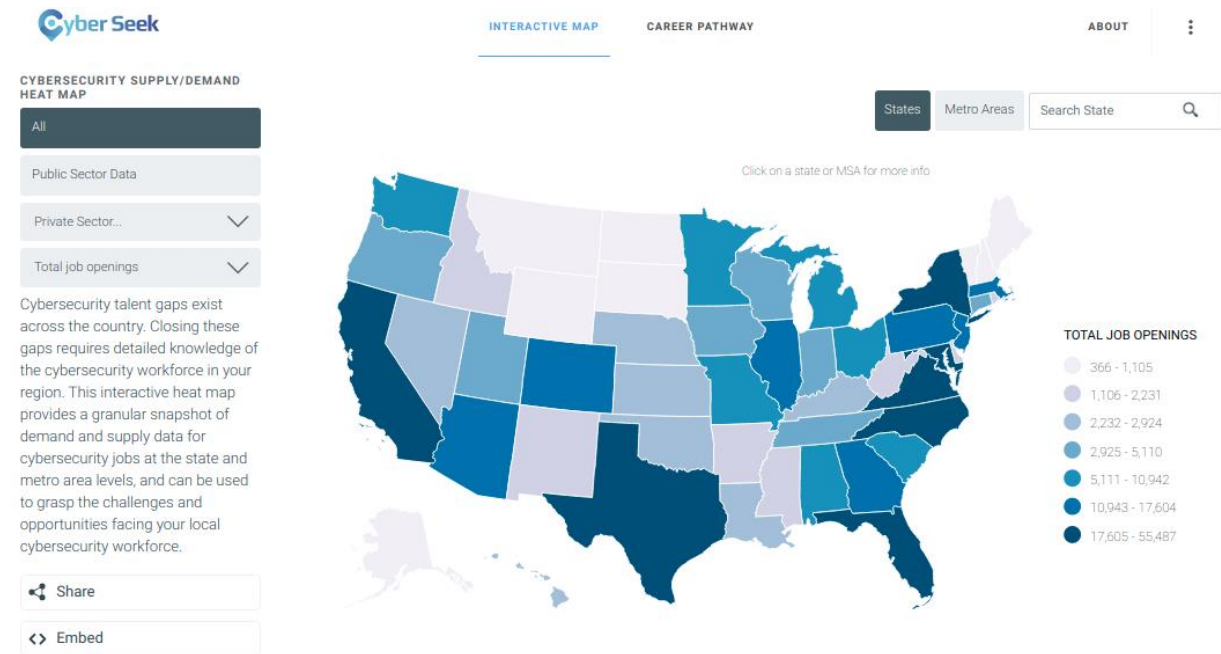 Cyber Seek
INTERACTIVE MAP
CAREER PATHWAY
ABOUT
CYBERSECURITY SUPPLY/DEMAND
HEAT MAP
All
Public Sector Data
Private Sector...
Total job openings
Cybersecurity talent gaps exist
across the country. Closing these
gaps requires detailed knowledge of
the cybersecurity workforce in your
region. This interactive heat map
provides a granular snapshot of
demand and supply data for
cybersecurity jobs at the state and
metro area levels, and can be used
to grasp the challenges and
opportunities facing your local
cybersecurity workforce.
Share
Embed
States
Metro Areas
Search State
Click on a state or MSA for more info
TOTAL JOB OPENINGS
366 - 1,105
1,106 - 2,231
2,232 - 2,924
2,925 - 5,110
5,111 - 10,942
10,943 - 17,604
17,605 - 55,487